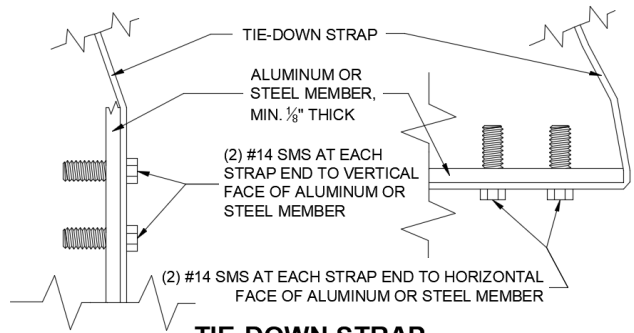 TIE-DOWN STRAP
ALUMINUM OR
STEEL MEMBER,
MIN. ⅛" THICK
(2) #14 SMS AT EACH
STRAP END TO VERTICAL
FACE OF ALUMINUM OR
STEEL MEMBER
(2) #14 SMS AT EACH STRAP END TO HORIZONTAL
FACE OF ALUMINUM OR STEEL MEMBER
TIE-DOWN STRAP